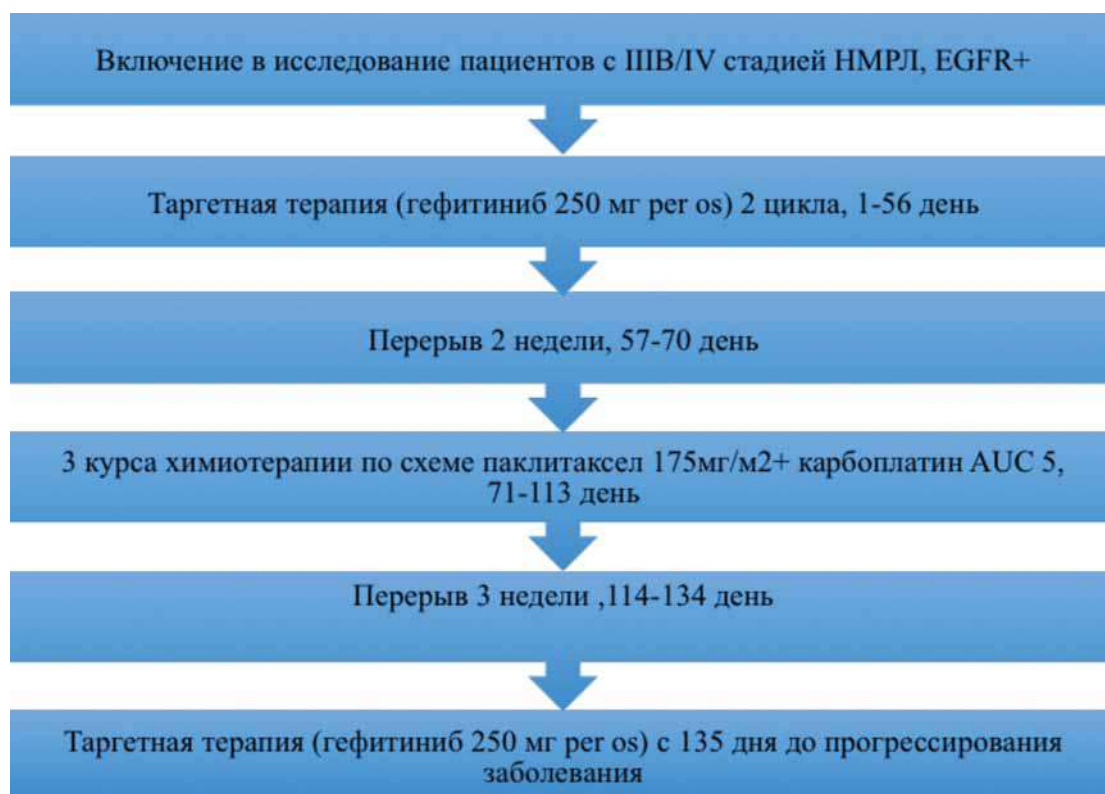 Включение в исследование пациентов с IIIB/IV стадией НМРЛ, EGFR+
Таргетная терапия (гефитиниб 250 мг per os) 2 цикла, 1-56 день
Перерыв 2 недели, 57-70 день
3 курса химиотерапии по схеме паклитаксел 175мг/м2+ карбоплатин AUC 5,
71-113 день
Перерыв 3 недели ,114-134 день
Таргетная терапия (гефитиниб 250 мг per os) с 135 дня до прогрессирования
заболевания